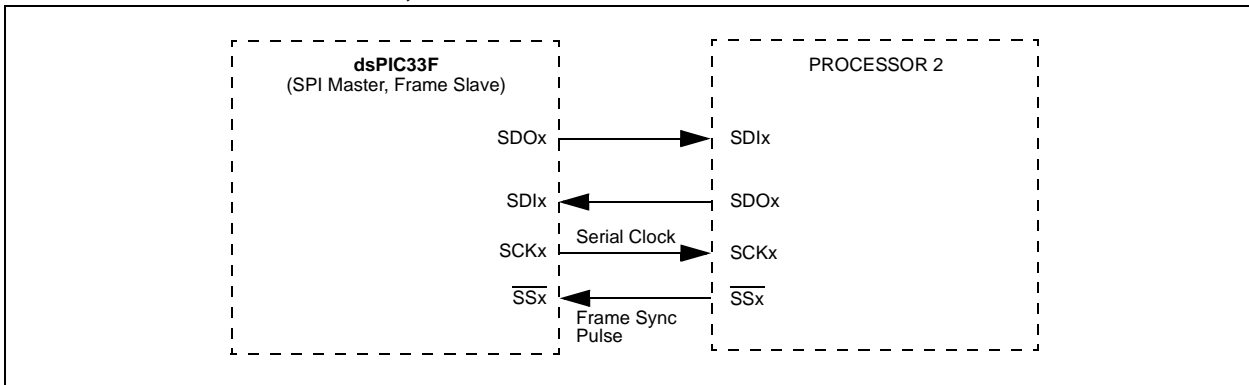 dsPIC33F
(SPI Master, Frame Slave)
PROCESSOR 2
SDOx
SDIx
SDIx
SDOx
Serial Clock
SCKx
SCKx
SSx
SSx
Frame Sync
Pulse